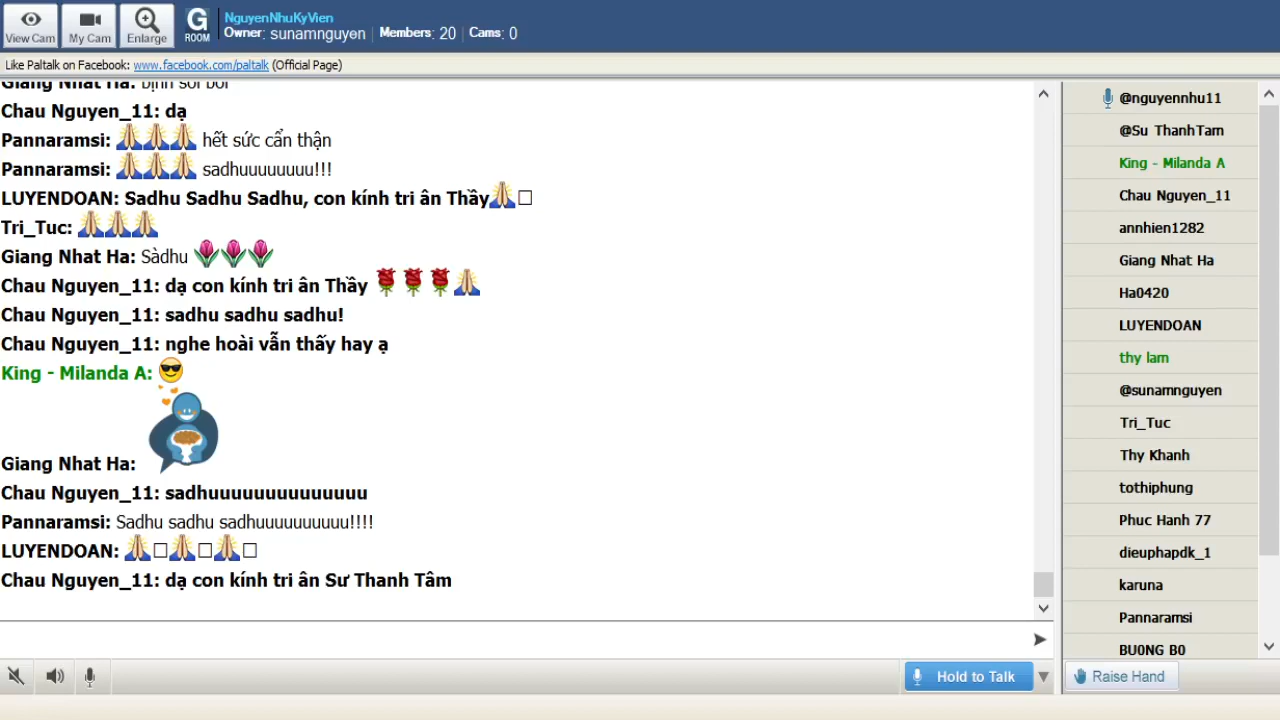 View Cam
My Cam
Enlarge
G
ROOM
NguyenNhuKyVien
Owner: sunamnguyen | Members: 20 | Cams: 0
Like Paltalk on Facebook: www.facebook.com/paltalk (Official Page)
Giang Nhat Ha:
Chau Nguyen_11: dạ
Pannaramsi: 🙏🙏🙏 hết sức cẩn thận
Pannaramsi: 🙏🙏🙏 sadhuuuuuuuu!!!
LUYENDOAN: Sadhu Sadhu Sadhu, con kính tri ân Thầy🙏□
Tri_Tuc: 🙏🙏🙏
Giang Nhat Ha: Sàdhu 🌷🌷🌷
Chau Nguyen_11: dạ con kính tri ân Thầy 🌹🌹🌹🙏
Chau Nguyen_11: sadhu sadhu sadhu!
Chau Nguyen_11: nghe hoài vẫn thấy hay ạ
King - Milanda A: 😎
Giang Nhat Ha:
Chau Nguyen_11: sadhuuuuuuuuuuuuuu
Pannaramsi: Sadhu sadhu sadhuuuuuuuuuu!!!!
LUYENDOAN: 🙏□🙏□🙏□
Chau Nguyen_11: dạ con kính tri ân Sư Thanh Tâm
Hold to Talk
@nguyennhu11
@Su ThanhTam
King - Milanda A
Chau Nguyen_11
annhien1282
Giang Nhat Ha
Ha0420
LUYENDOAN
thy lam
@sunamnguyen
Tri_Tuc
Thy Khanh
tothiphung
Phuc Hanh 77
dieuphapdk_1
karuna
Pannaramsi
BU0NG B0
Raise Hand